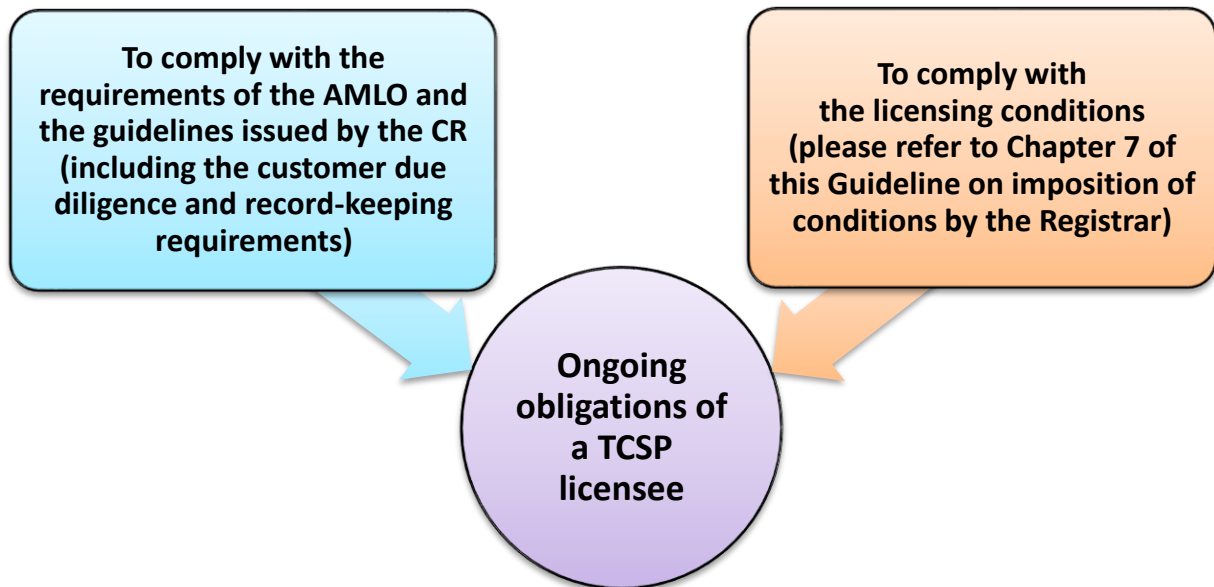 To comply with the
requirements of the AMLO and
the guidelines issued by the CR
(including the customer due
diligence and record-keeping
requirements)
To comply with
the licensing conditions
(please refer to Chapter 7 of
this Guideline on imposition of
conditions by the Registrar)
Ongoing
obligations of
a TCSP
licensee